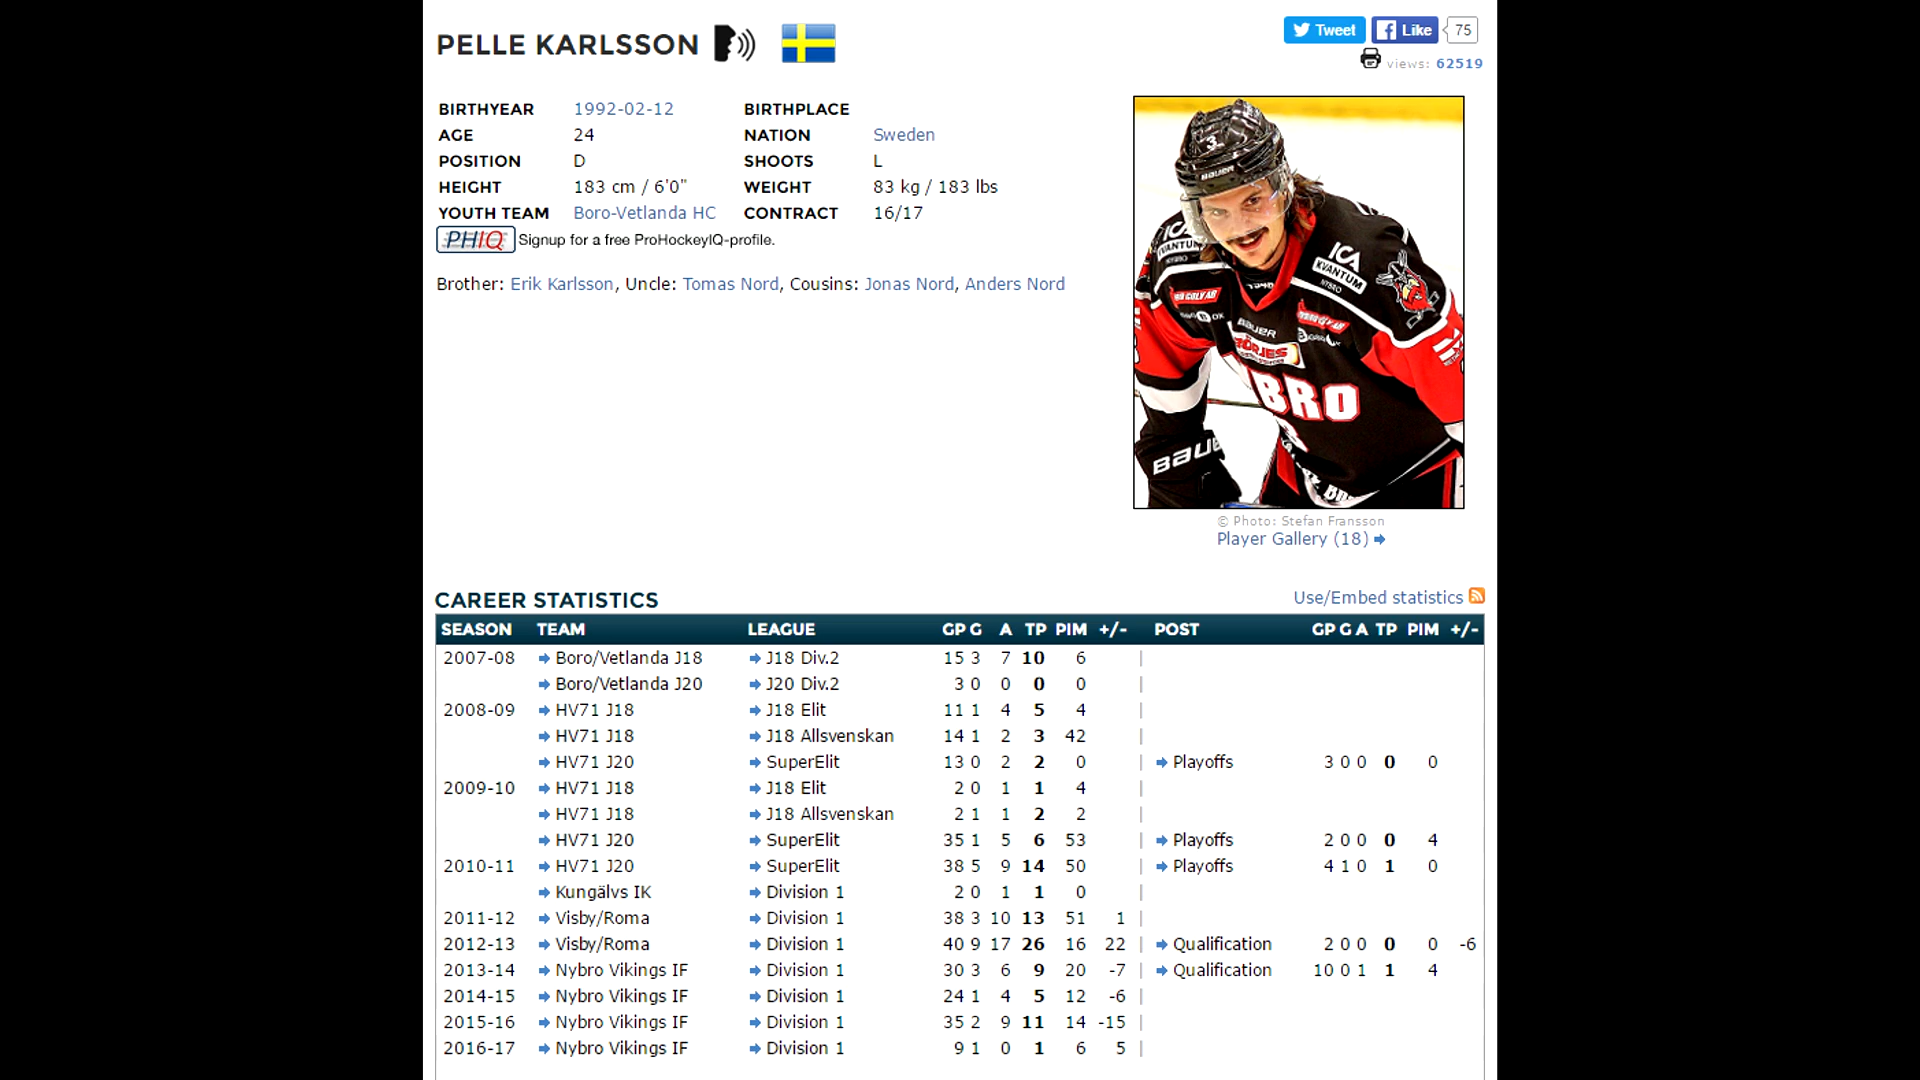 PELLE KARLSSON
Tweet
Like
75
views: 62519
BIRTHYEAR 1992-02-12 BIRTHPLACE
AGE 24 NATION Sweden
POSITION D SHOOTS L
HEIGHT 183 cm / 6'0" WEIGHT 83 kg / 183 lbs
YOUTH TEAM Boro-Vetlanda HC CONTRACT 16/17
PHIQ Signup for a free ProHockeyIQ-profile.
Brother: Erik Karlsson, Uncle: Tomas Nord, Cousins: Jonas Nord, Anders Nord
3
BAUER
ICA
KVANTUM
NYBRO
BAUER
BÖRJES
BRO
BAUE
© Photo: Stefan Fransson
Player Gallery (18)
CAREER STATISTICS
Use/Embed statistics
SEASON TEAM LEAGUE GP G A TP PIM +/- POST GP G A TP PIM +/-
2007-08 Boro/Vetlanda J18 J18 Div.2 15 3 7 10 6 |
Boro/Vetlanda J20 J20 Div.2 3 0 0 0 0 |
2008-09 HV71 J18 J18 Elit 11 1 4 5 4 |
HV71 J18 J18 Allsvenskan 14 1 2 3 42 |
HV71 J20 SuperElit 13 0 2 2 0 | Playoffs 3 0 0 0 0
2009-10 HV71 J18 J18 Elit 2 0 1 1 4 |
HV71 J18 J18 Allsvenskan 2 1 1 2 2 |
HV71 J20 SuperElit 35 1 5 6 53 | Playoffs 2 0 0 0 4
2010-11 HV71 J20 SuperElit 38 5 9 14 50 | Playoffs 4 1 0 1 0
Kungälvs IK Division 1 2 0 1 1 0 |
2011-12 Visby/Roma Division 1 38 3 10 13 51 1 |
2012-13 Visby/Roma Division 1 40 9 17 26 16 22 | Qualification 2 0 0 0 0 -6
2013-14 Nybro Vikings IF Division 1 30 3 6 9 20 -7 | Qualification 10 0 1 1 4
2014-15 Nybro Vikings IF Division 1 24 1 4 5 12 -6 |
2015-16 Nybro Vikings IF Division 1 35 2 9 11 14 -15 |
2016-17 Nybro Vikings IF Division 1 9 1 0 1 6 5 |